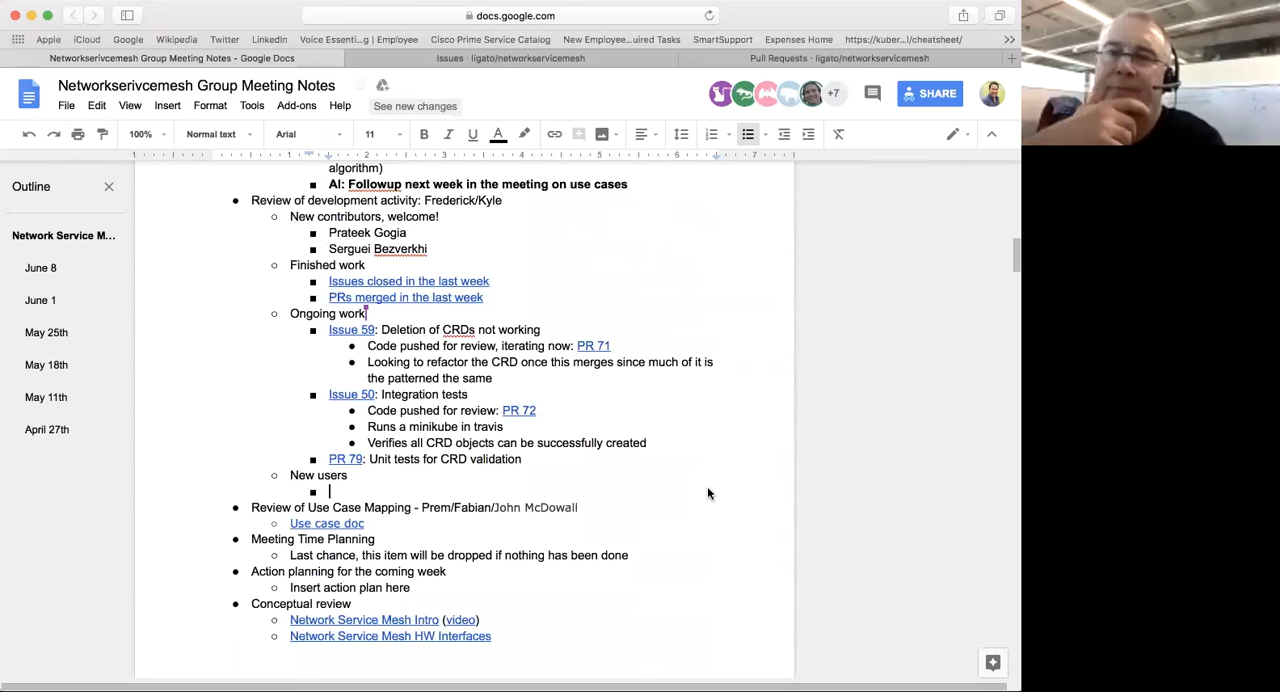 docs.google.com
Apple iCloud Google Wikipedia Twitter LinkedIn Voice Essenti...g | Employee Cisco Prime Service Catalog New Employee...uired Tasks SmartSupport Expenses Home https://kuber...l/cheatsheet/ >>
Networkserivcemesh Group Meeting Notes - Google Docs Issues · ligato/networkservicemesh Pull Requests · ligato/networkservicemesh +
Networkserivcemesh Group Meeting Notes
+7 SHARE
File Edit View Insert Format Tools Add-ons Help See new changes
100% Normal text Arial 11 B I U A
1 1 2 3 4 5 6 7
Outline
Network Service M...
June 8
June 1
May 25th
May 18th
May 11th
April 27th
algorithm)
AI: Followup next week in the meeting on use cases
Review of development activity: Frederick/Kyle
New contributors, welcome!
Prateek Gogia
Serguei Bezverkhi
Finished work
Issues closed in the last week
PRs merged in the last week
Ongoing work
Issue 59: Deletion of CRDs not working
Code pushed for review, iterating now: PR 71
Looking to refactor the CRD once this merges since much of it is
the patterned the same
Issue 50: Integration tests
Code pushed for review: PR 72
Runs a minikube in travis
Verifies all CRD objects can be successfully created
PR 79: Unit tests for CRD validation
New users
Review of Use Case Mapping - Prem/Fabian/John McDowall
Use case doc
Meeting Time Planning
Last chance, this item will be dropped if nothing has been done
Action planning for the coming week
Insert action plan here
Conceptual review
Network Service Mesh Intro (video)
Network Service Mesh HW Interfaces